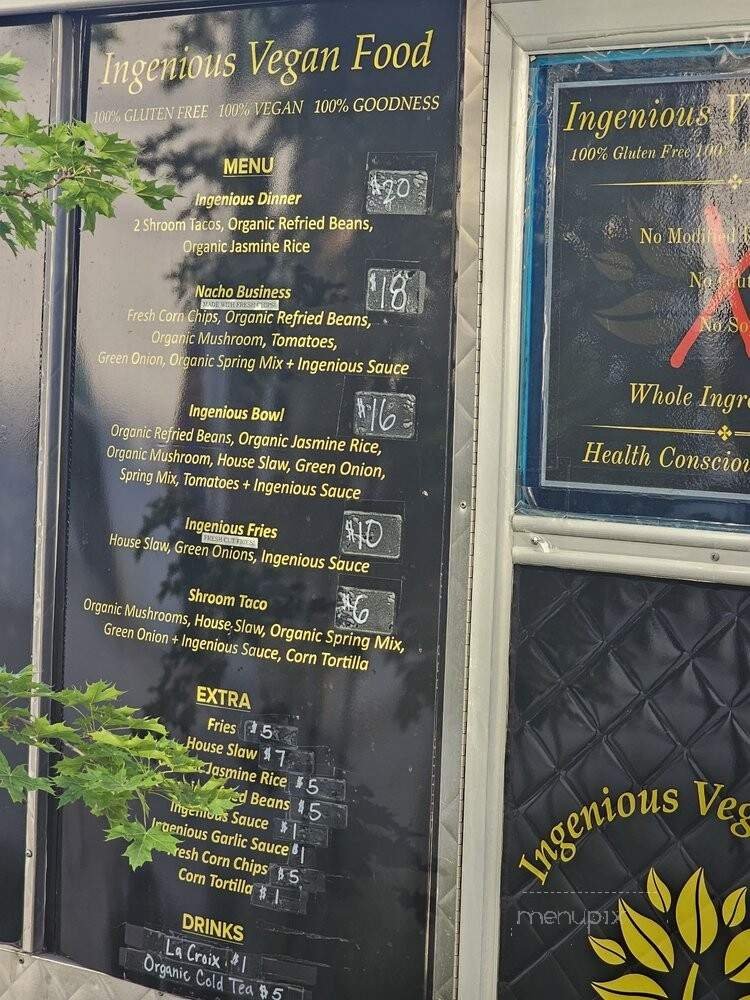 Ingenious Vegan Food
100% GLUTEN FREE 100% VEGAN 100% GOODNESS
MENU
Ingenious Dinner $20
2 Shroom Tacos, Organic Refried Beans,
Organic Jasmine Rice
Nacho Business $18
MADE WITH FRESH CHIPS!
Fresh Corn Chips, Organic Refried Beans,
Organic Mushroom, Tomatoes,
Green Onion, Organic Spring Mix + Ingenious Sauce
Ingenious Bowl $16
Organic Refried Beans, Organic Jasmine Rice,
Organic Mushroom, House Slaw, Green Onion,
Spring Mix, Tomatoes + Ingenious Sauce
Ingenious Fries $10
FRESH CUT FRIES!
House Slaw, Green Onions, Ingenious Sauce
Shroom Taco $6
Organic Mushrooms, House Slaw, Organic Spring Mix,
Green Onion + Ingenious Sauce, Corn Tortilla
EXTRA
Fries $5
House Slaw $7
Jasmine Rice $5
Beans $5
Ingenious Sauce $1
Ingenious Garlic Sauce $1
Fresh Corn Chips $5
Corn Tortilla $1
DRINKS
La Croix $1
Organic Cold Tea $5
Ingenious V
100% Gluten Free 100%
No Modified
No Glut
No So
Whole Ingre
Health Consciou
Ingenious Veg
menupix